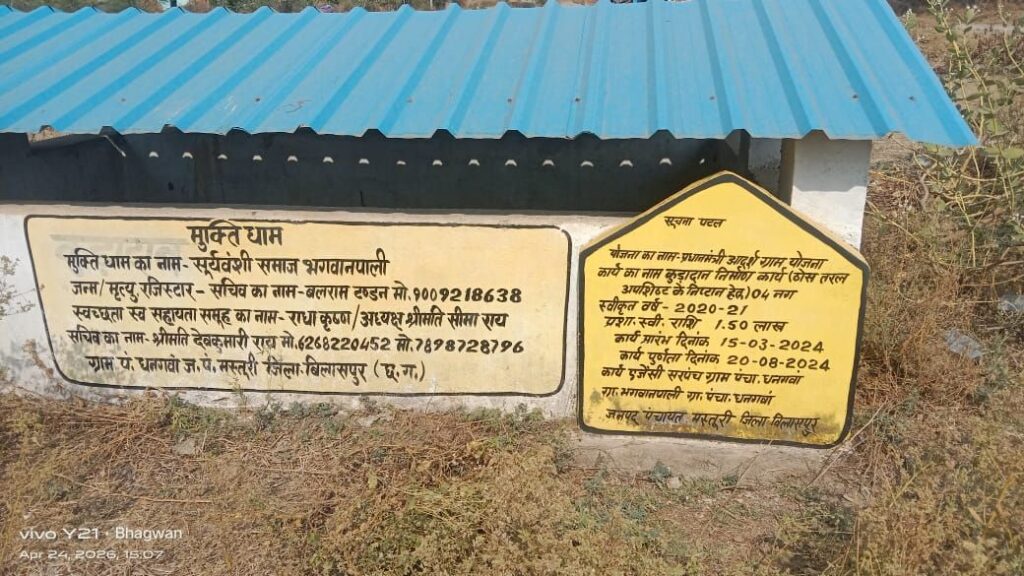 मुक्ति धाम
मुक्ति धाम का नाम - सूर्यवंशी समाज भगवानपाली
जन्म/मृत्यु रजिस्टार - सचिव का नाम - बलराम टण्डन मो. 9009218638
स्वच्छता स्व सहायता समूह का नाम - राधा कृष्ण/अध्यक्ष श्रीमति सीमा राय
सचिव का नाम - श्रीमति देवकुमारी राय मो. 6268220452 मो. 7898728796
ग्राम पं. धनगवां ज. पं. मस्तुरी जिला-बिलासपुर (छ. ग.)
सूचना पटल
योजना का नाम - प्रधानमंत्री आदर्श ग्राम योजना
कार्य का नाम कुड़ादान निर्माण कार्य (ठोस तरल
अपशिष्ट के निष्टान हेतु) 04 नग
स्वीकृत वर्ष - 2020-21
प्रशा. स्वी. राशि 1.50 लाख
कार्य प्रारंभ दिनांक 15-03-2024
कार्य पुर्णता दिनांक 20-08-2024
कार्य एजेंसी सरपंच ग्राम पंचा. धनगवा
ग्रा. भगवानपाली ग्रा. पंचा. धनगवां
जनपद पंचायत मस्तूरी जिला बिलासपुर
vivo Y21 · Bhagwan
Apr 24, 2026, 15:07